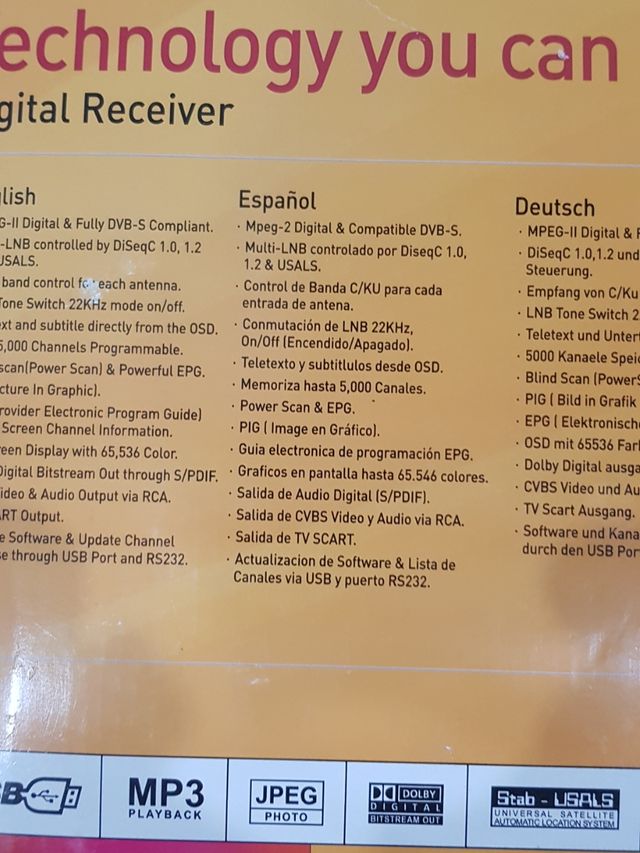 echnology you can
gital Receiver
lish
G-II Digital & Fully DVB-S Compliant.
-LNB controlled by DiSeqC 1.0, 1.2
USALS.
band control for each antenna.
Tone Switch 22KHz mode on/off.
ext and subtitle directly from the OSD.
5,000 Channels Programmable.
scan(Power Scan) & Powerful EPG.
cture In Graphic).
rovider Electronic Program Guide)
Screen Channel Information.
reen Display with 65,536 Color.
Digital Bitstream Out through S/PDIF.
ideo & Audio Output via RCA.
ART Output.
e Software & Update Channel
se through USB Port and RS232.
Español
· Mpeg-2 Digital & Compatible DVB-S.
· Multi-LNB controlado por DiseqC 1.0,
1.2 & USALS.
· Control de Banda C/KU para cada
entrada de antena.
· Conmutación de LNB 22KHz,
On/Off (Encendido/Apagado).
· Teletexto y subtitlulos desde OSD.
· Memoriza hasta 5,000 Canales.
· Power Scan & EPG.
· PIG ( Image en Gráfico).
· Guia electronica de programación EPG.
· Graficos en pantalla hasta 65.546 colores.
· Salida de Audio Digital (S/PDIF).
· Salida de CVBS Video y Audio via RCA.
· Salida de TV SCART.
· Actualizacion de Software & Lista de
Canales via USB y puerto RS232.
Deutsch
· MPEG-II Digital & F
· DiSeqC 1.0,1.2 und
Steuerung.
· Empfang von C/Ku
· LNB Tone Switch 2
· Teletext und Untert
· 5000 Kanaele Speic
· Blind Scan (PowerS
· PIG ( Bild in Grafik
· EPG ( Elektronische
· OSD mit 65536 Farb
· Dolby Digital ausga
· CVBS Video und Au
· TV Scart Ausgang.
· Software und Kana
durch den USB Por
B
MP3
PLAYBACK
JPEG
PHOTO
DOLBY
DIGITAL
BITSTREAM OUT
Stab - USALS
UNIVERSAL SATELLITE
AUTOMATIC LOCATION SYSTEM